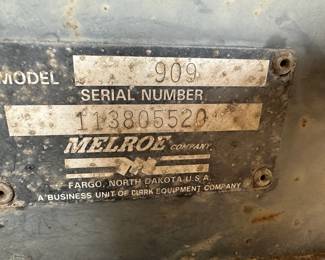 MODEL 909
SERIAL NUMBER
113805520
MELROE COMPANY
FARGO, NORTH DAKOTA U.S.A.
A BUSINESS UNIT OF CLARK EQUIPMENT COMPANY